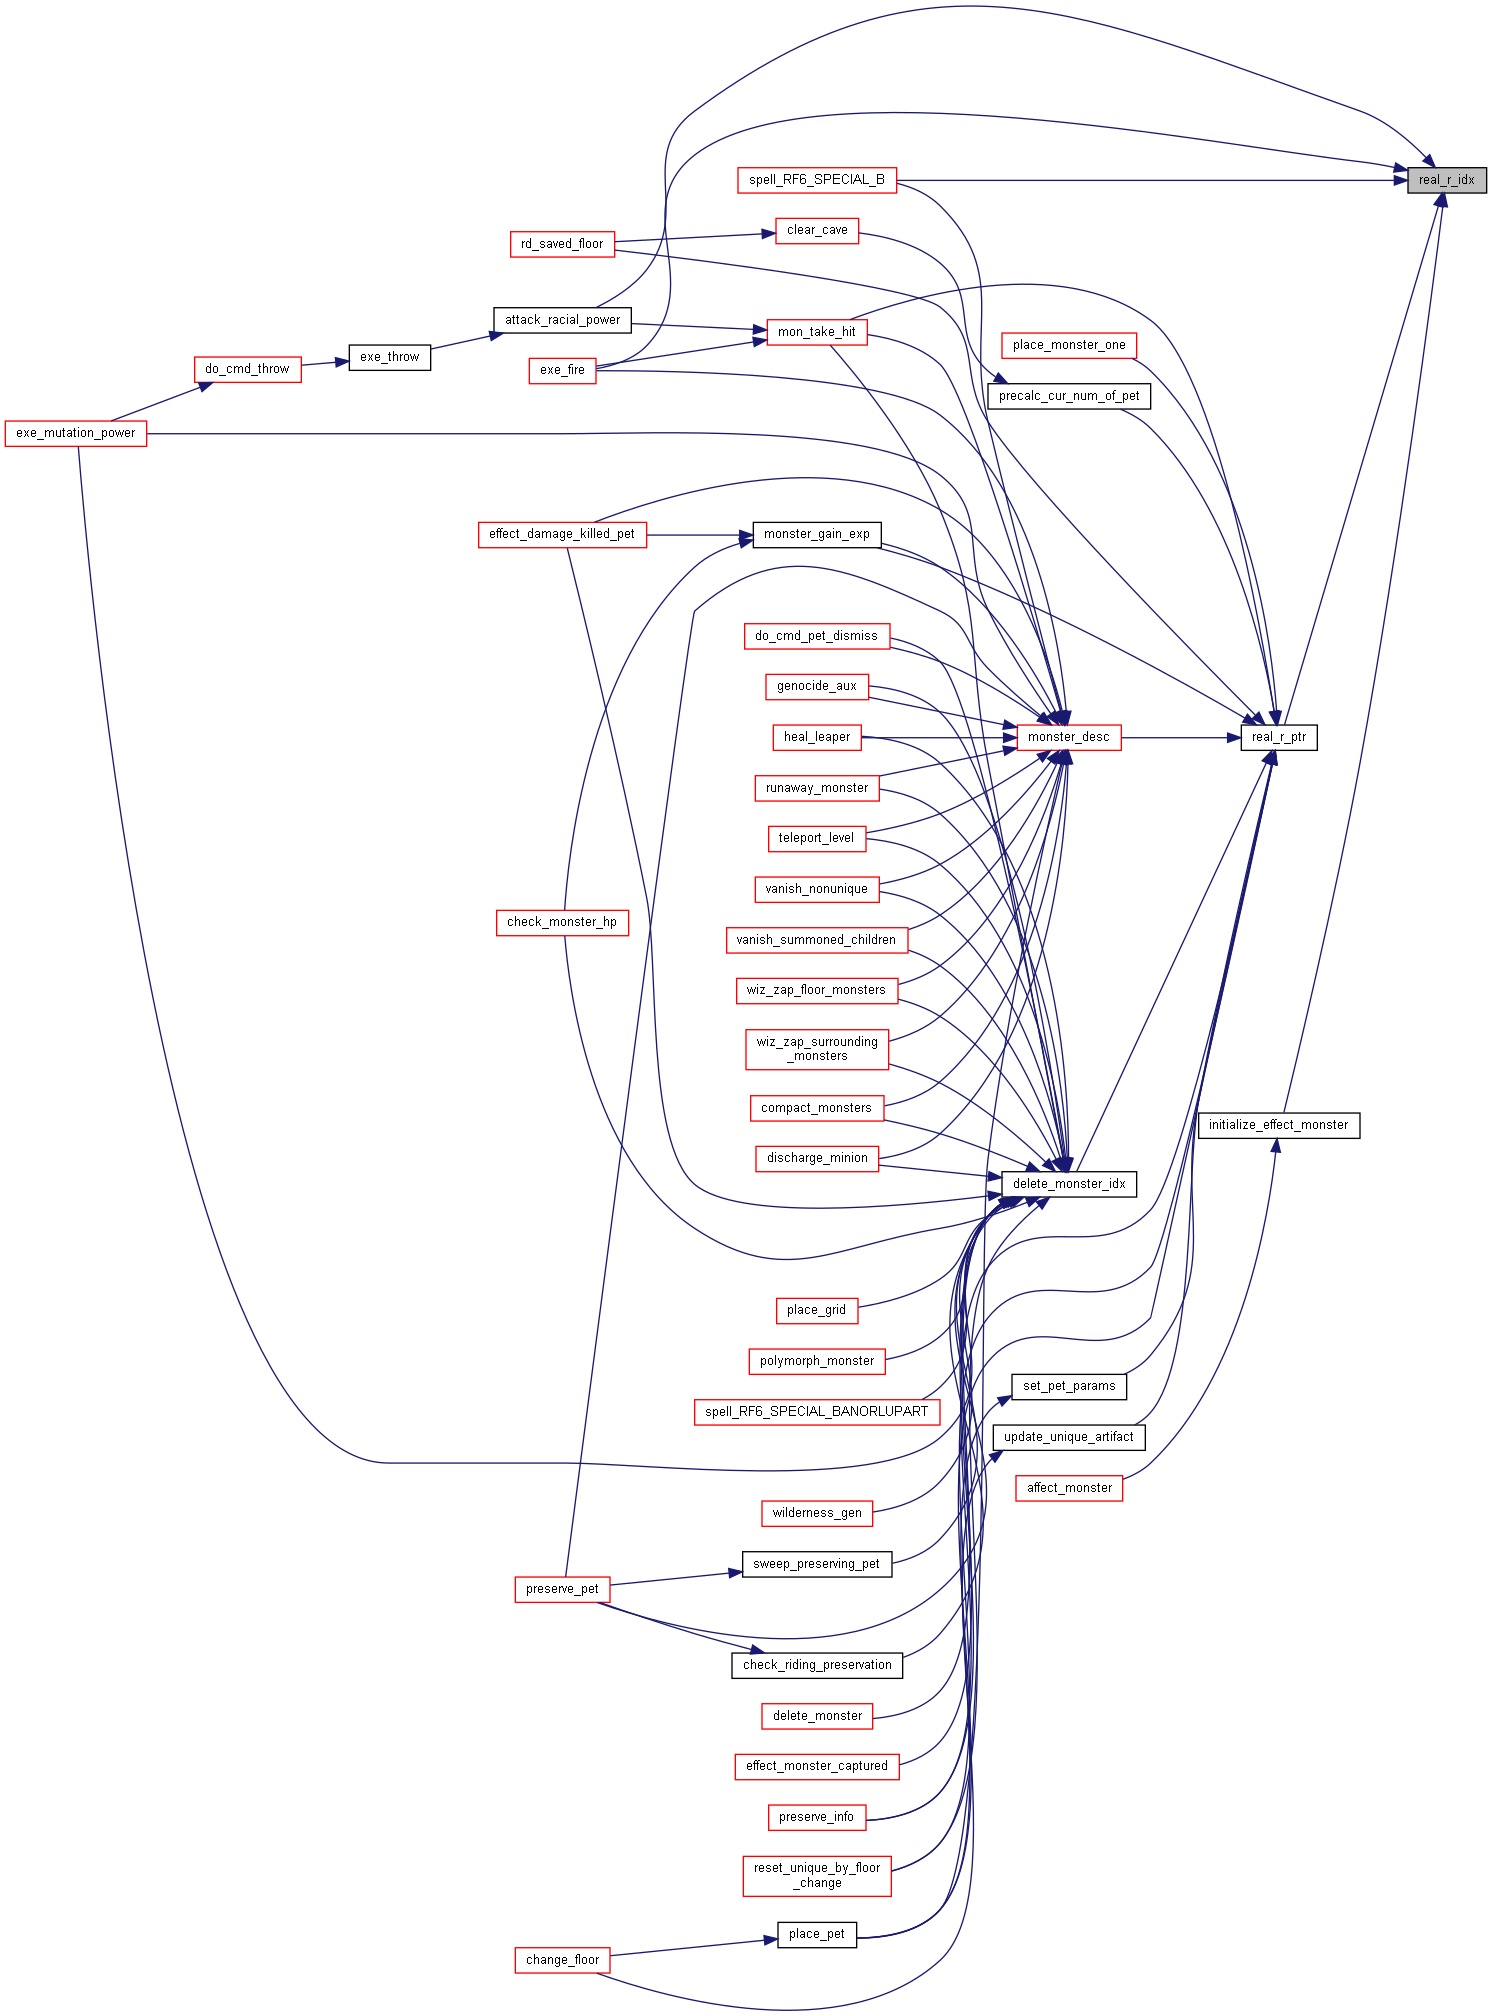 spell_RF6_SPECIAL_B
real_r_idx
clear_cave
rd_saved_floor
attack_racial_power
mon_take_hit
place_monster_one
exe_throw
do_cmd_throw
exe_fire
precalc_cur_num_of_pet
exe_mutation_power
effect_damage_killed_pet
monster_gain_exp
do_cmd_pet_dismiss
genocide_aux
heal_leaper
monster_desc
real_r_ptr
runaway_monster
teleport_level
vanish_nonunique
check_monster_hp
vanish_summoned_children
wiz_zap_floor_monsters
wiz_zap_surrounding
_monsters
compact_monsters
initialize_effect_monster
discharge_minion
delete_monster_idx
place_grid
polymorph_monster
set_pet_params
spell_RF6_SPECIAL_BANORLUPART
update_unique_artifact
affect_monster
wilderness_gen
sweep_preserving_pet
preserve_pet
check_riding_preservation
delete_monster
effect_monster_captured
preserve_info
reset_unique_by_floor
_change
place_pet
change_floor